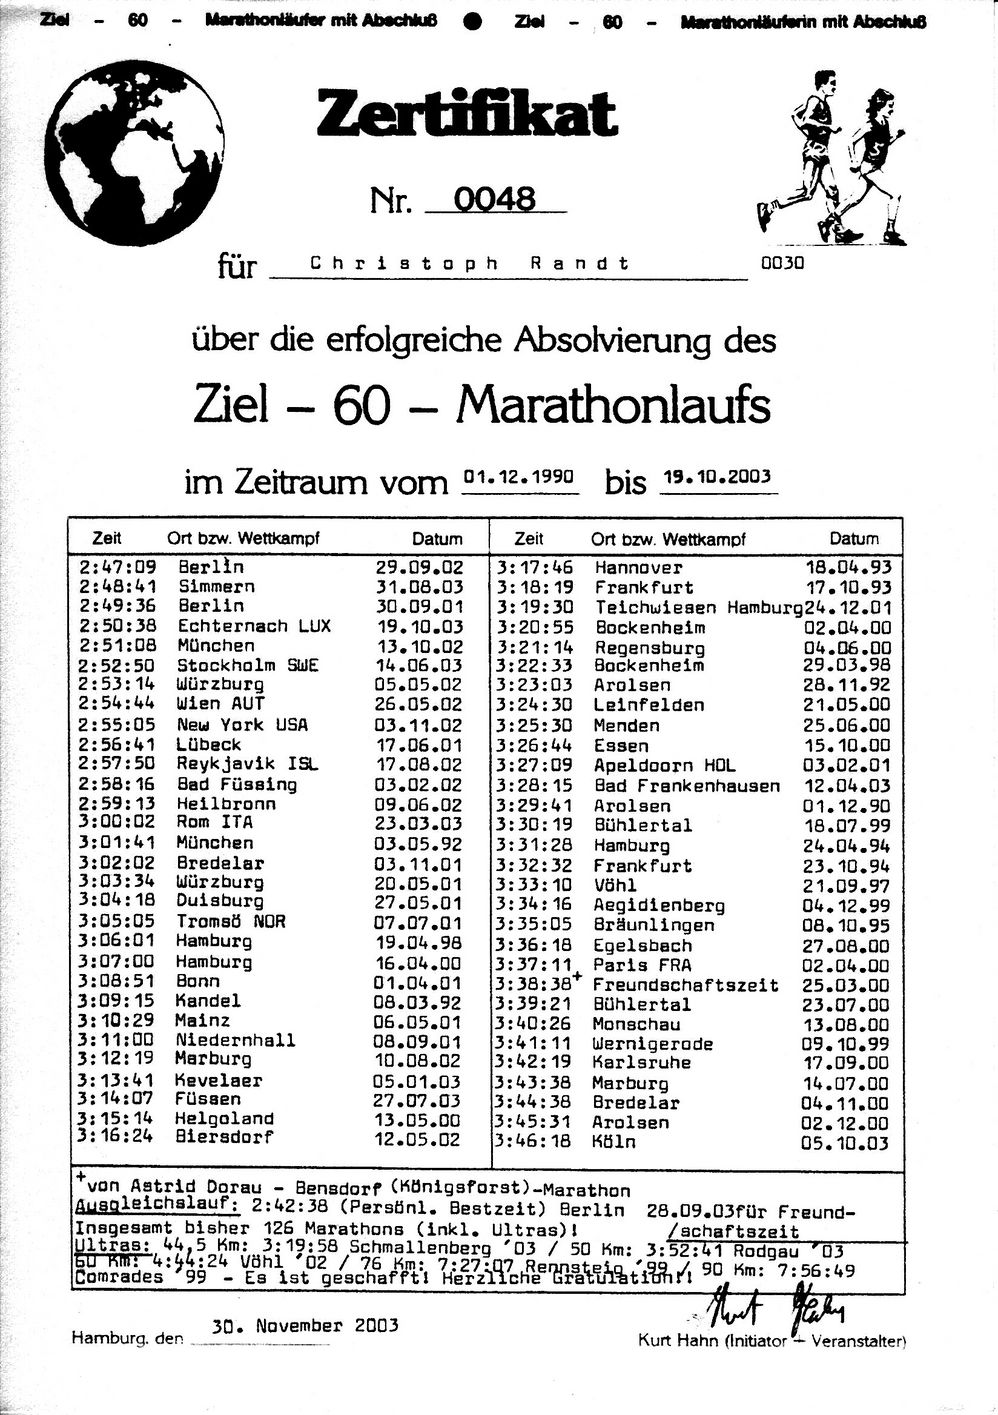 Ziel - 60 - Marathonläufer mit Abschluß ● Ziel - 60 - Marathonläuferin mit Abschluß
Zertifikat
Nr. 0048
für Christoph Randt 0030
über die erfolgreiche Absolvierung des
Ziel - 60 - Marathonlaufs
im Zeitraum vom 01.12.1990 bis 19.10.2003
Zeit Ort bzw. Wettkampf Datum Zeit Ort bzw. Wettkampf Datum
2:47:09 Berlin 29.09.02 3:17:46 Hannover 18.04.93
2:48:41 Simmern 31.08.03 3:18:19 Frankfurt 17.10.93
2:49:36 Berlin 30.09.01 3:19:30 Teichwiesen Hamburg24.12.01
2:50:38 Echternach LUX 19.10.03 3:20:55 Bockenheim 02.04.00
2:51:08 München 13.10.02 3:21:14 Regensburg 04.06.00
2:52:50 Stockholm SWE 14.06.03 3:22:33 Bockenheim 29.03.98
2:53:14 Würzburg 05.05.02 3:23:03 Arolsen 28.11.92
2:54:44 Wien AUT 26.05.02 3:24:30 Leinfelden 21.05.00
2:55:05 New York USA 03.11.02 3:25:30 Menden 25.06.00
2:56:41 Lübeck 17.06.01 3:26:44 Essen 15.10.00
2:57:50 Reykjavik ISL 17.08.02 3:27:09 Apeldoorn HOL 03.02.01
2:58:16 Bad Füssing 03.02.02 3:28:15 Bad Frankenhausen 12.04.03
2:59:13 Heilbronn 09.06.02 3:29:41 Arolsen 01.12.90
3:00:02 Rom ITA 23.03.03 3:30:19 Bühlertal 18.07.99
3:01:41 München 03.05.92 3:31:28 Hamburg 24.04.94
3:02:02 Bredelar 03.11.01 3:32:32 Frankfurt 23.10.94
3:03:34 Würzburg 20.05.01 3:33:10 Vöhl 21.09.97
3:04:18 Duisburg 27.05.01 3:34:16 Aegidienberg 04.12.99
3:05:05 Tromsö NOR 07.07.01 3:35:05 Bräunlingen 08.10.95
3:06:01 Hamburg 19.04.98 3:36:18 Egelsbach 27.08.00
3:07:00 Hamburg 16.04.00 3:37:11 Paris FRA 02.04.00
3:08:51 Bonn 01.04.01 3:38:38+ Freundschaftszeit 25.03.00
3:09:15 Kandel 08.03.92 3:39:21 Bühlertal 23.07.00
3:10:29 Mainz 06.05.01 3:40:26 Monschau 13.08.00
3:11:00 Niedernhall 08.09.01 3:41:11 Wernigerode 09.10.99
3:12:19 Marburg 10.08.02 3:42:19 Karlsruhe 17.09.00
3:13:41 Kevelaer 05.01.03 3:43:38 Marburg 14.07.00
3:14:07 Füssen 27.07.03 3:44:38 Bredelar 04.11.00
3:15:14 Helgoland 13.05.00 3:45:31 Arolsen 02.12.00
3:16:24 Biersdorf 12.05.02 3:46:18 Köln 05.10.03
+von Astrid Dorau - Bensdorf (Königsforst)-Marathon
Ausgleichslauf: 2:42:38 (Persönl. Bestzeit) Berlin 28.09.03für Freund-
Insgesamt bisher 126 Marathons (inkl. Ultras)! /schaftszeit
Ultras: 44,5 Km: 3:19:58 Schmallenberg '03 / 50 Km: 3:52:41 Rodgau '03
60 Km: 4:44:24 Vöhl '02 / 76 Km: 7:27:07 Rennsteig '99 / 90 Km: 7:56:49
Comrades '99 - Es ist geschafft! Herzliche Gratulation!!
Hamburg, den 30. November 2003
Kurt Hahn
Kurt Hahn (Initiator + Veranstalter)